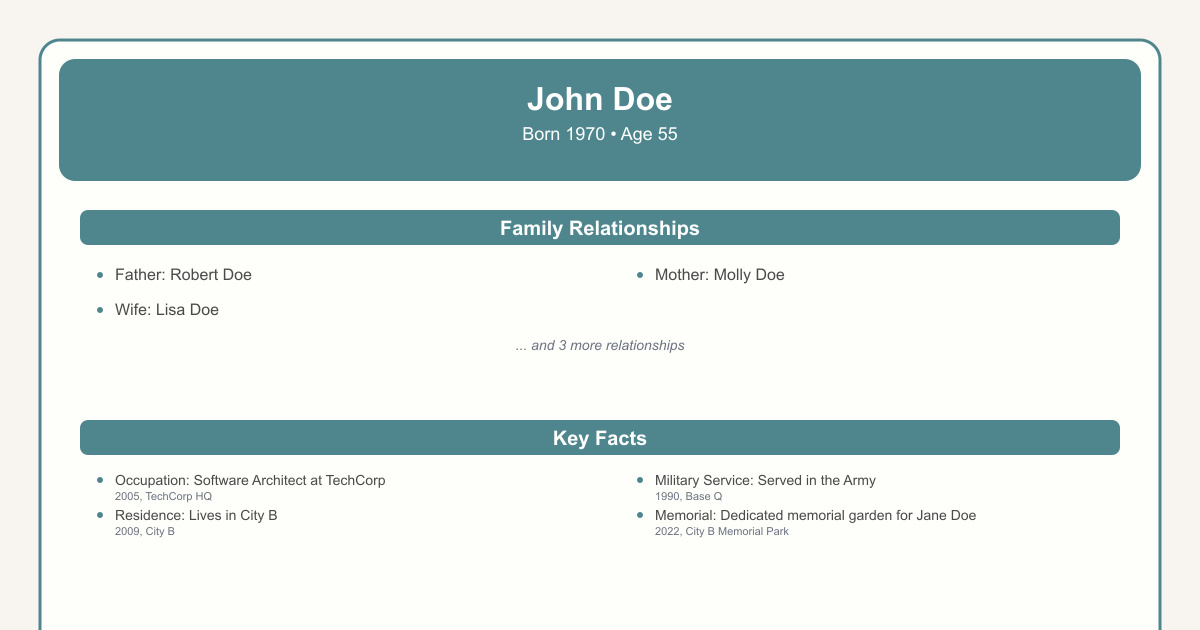 John Doe
Born 1970 • Age 55
Family Relationships
• Father: Robert Doe
• Mother: Molly Doe
• Wife: Lisa Doe
... and 3 more relationships
Key Facts
• Occupation: Software Architect at TechCorp
2005, TechCorp HQ
• Military Service: Served in the Army
1990, Base Q
• Residence: Lives in City B
2009, City B
• Memorial: Dedicated memorial garden for Jane Doe
2022, City B Memorial Park